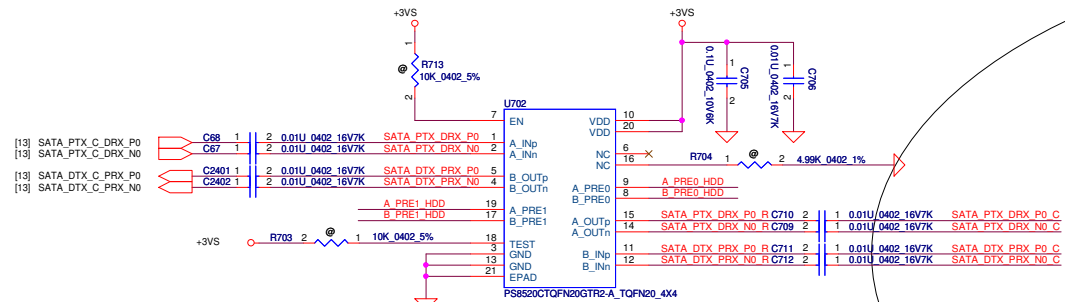 +3VS
+3VS
1
@
R713
10K_0402_5%
2
0.1U_0402_10V6K
1
2
C705
0.01U_0402_16V7K
1
2
C706
U702
7 EN
VDD 10
VDD 20
[13] SATA_PTX_C_DRX_P0 C68 1 2 0.01U_0402_16V7K SATA_PTX_DRX_P0 1 A_INp
[13] SATA_PTX_C_DRX_N0 C67 1 2 0.01U_0402_16V7K SATA_PTX_DRX_N0 2 A_INn
NC 6
NC 16 R704 1 @ 2 4.99K_0402_1%
[13] SATA_DTX_C_PRX_P0 C2401 1 2 0.01U_0402_16V7K SATA_DTX_PRX_P0 5 B_OUTp
[13] SATA_DTX_C_PRX_N0 C2402 1 2 0.01U_0402_16V7K SATA_DTX_PRX_N0 4 B_OUTn
A_PRE0 9 A_PRE0_HDD
B_PRE0 8 B_PRE0_HDD
A_PRE1_HDD 19 A_PRE1
B_PRE1_HDD 17 B_PRE1
A_OUTp 15 SATA_PTX_DRX_P0_R C710 2 1 0.01U_0402_16V7K SATA_PTX_DRX_P0_C
A_OUTn 14 SATA_PTX_DRX_N0_R C709 2 1 0.01U_0402_16V7K SATA_PTX_DRX_N0_C
+3VS R703 2 @ 1 10K_0402_5% 18 TEST
3 GND
13 GND
21 EPAD
B_INp 11 SATA_DTX_PRX_P0_R C711 2 1 0.01U_0402_16V7K SATA_DTX_PRX_P0_C
B_INn 12 SATA_DTX_PRX_N0_R C712 2 1 0.01U_0402_16V7K SATA_DTX_PRX_N0_C
PS8520CTQFN20GTR2-A_TQFN20_4X4